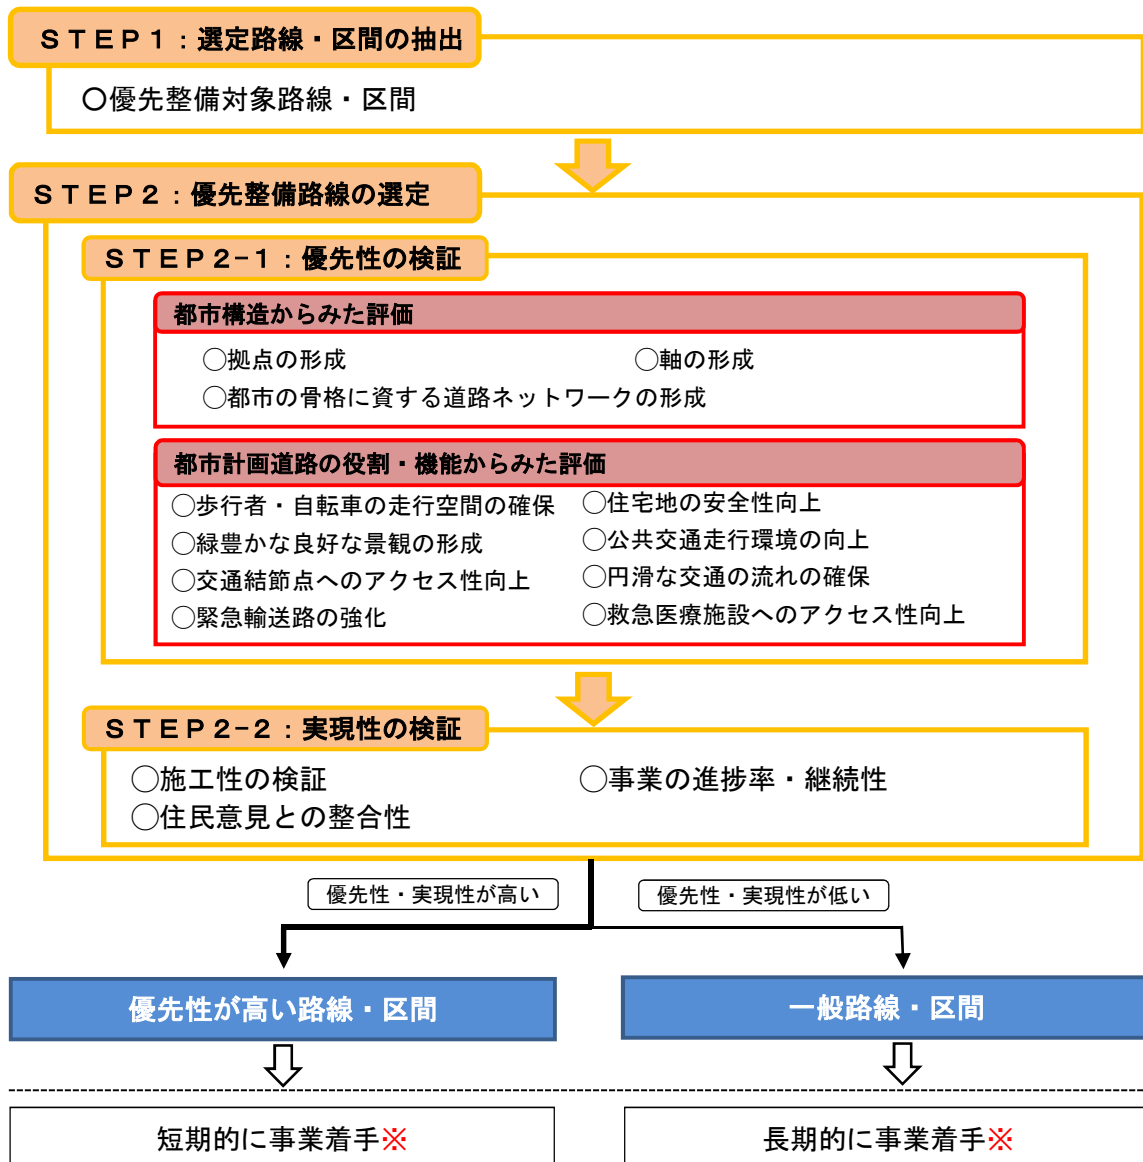 ＳＴＥＰ１：選定路線・区間の抽出
〇優先整備対象路線・区間
ＳＴＥＰ２：優先整備路線の選定
ＳＴＥＰ２−１：優先性の検証
都市構造からみた評価
○拠点の形成 ○軸の形成
○都市の骨格に資する道路ネットワークの形成
都市計画道路の役割・機能からみた評価
○歩行者・自転車の走行空間の確保 ○住宅地の安全性向上
○緑豊かな良好な景観の形成 ○公共交通走行環境の向上
○交通結節点へのアクセス性向上 ○円滑な交通の流れの確保
○緊急輸送路の強化 ○救急医療施設へのアクセス性向上
ＳＴＥＰ２−２：実現性の検証
○施工性の検証 ○事業の進捗率・継続性
○住民意見との整合性
優先性・実現性が高い 優先性・実現性が低い
優先性が高い路線・区間 一般路線・区間
短期的に事業着手※ 長期的に事業着手※